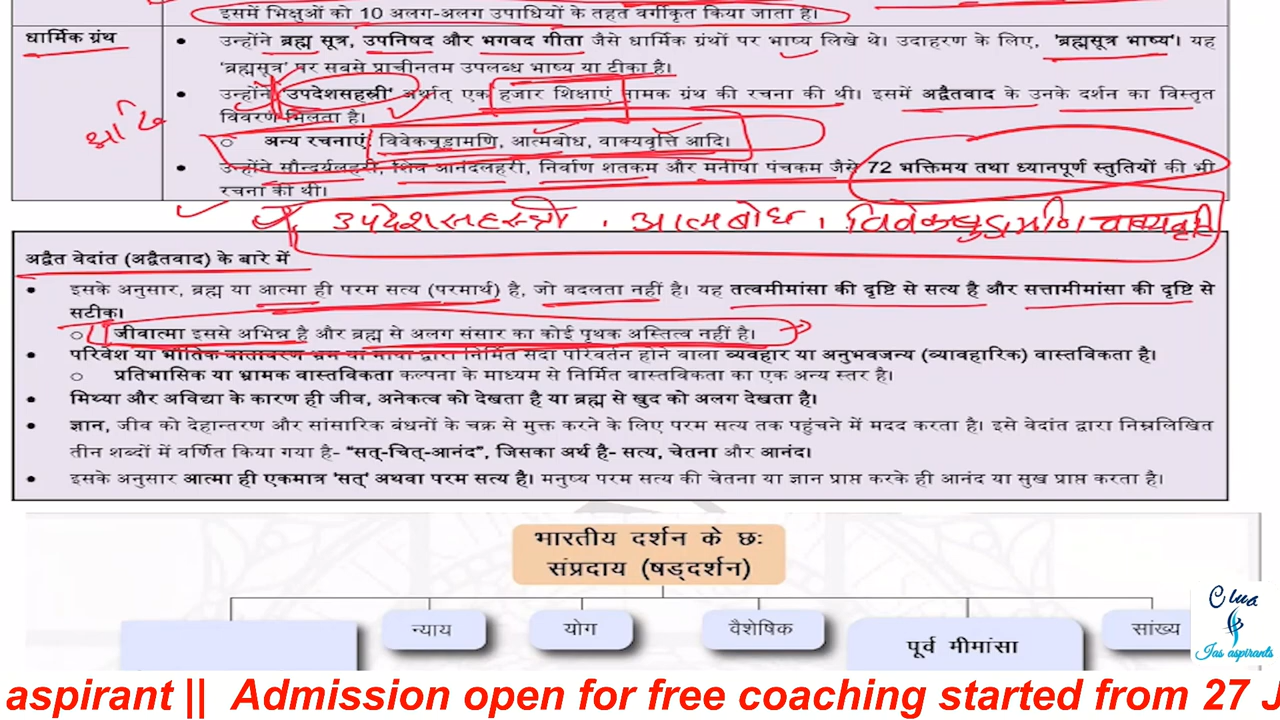 इसमें भिक्षुओं को 10 अलग-अलग उपाधियों के तहत वर्गीकृत किया जाता है।
धार्मिक ग्रंथ
• उन्होंने ब्रह्म सूत्र, उपनिषद और भगवद गीता जैसे धार्मिक ग्रंथों पर भाष्य लिखे थे। उदाहरण के लिए, 'ब्रह्मसूत्र भाष्य'। यह
'ब्रह्मसूत्र' पर सबसे प्राचीनतम उपलब्ध भाष्य या टीका है।
• उन्होंने 'उपदेशसहस्री' अर्थात् एक हजार शिक्षाएं नामक ग्रंथ की रचना की थी। इसमें अद्वैतवाद के उनके दर्शन का विस्तृत
विवरण मिलता है।
○ अन्य रचनाएं: विवेकचूड़ामणि, आत्मबोध, वाक्यवृत्ति आदि।
• उन्होंने सौन्दर्यलहरी, शिव आनंदलहरी, निर्वाण शतकम और मनीषा पंचकम जैसे 72 भक्तिमय तथा ध्यानपूर्ण स्तुतियों की भी
रचना की थी।
उपदेशसहस्त्री , आत्मबोध , विवेकचुड़ामणि
अद्वैत वेदांत (अद्वैतवाद) के बारे में
• इसके अनुसार, ब्रह्म या आत्मा ही परम सत्य (परमार्थ) है, जो बदलता नहीं है। यह तत्वमीमांसा की दृष्टि से सत्य है और सत्तामीमांसा की दृष्टि से
सटीक।
○ जीवात्मा इससे अभिन्न है और ब्रह्म से अलग संसार का कोई पृथक अस्तित्व नहीं है।
• परिवेश या भौतिक वातावरण भ्रम या माया द्वारा निर्मित सदा परिवर्तन होने वाला व्यवहार या अनुभवजन्य (व्यावहारिक) वास्तविकता है।
○ प्रतिभासिक या भ्रामक वास्तविकता कल्पना के माध्यम से निर्मित वास्तविकता का एक अन्य स्तर है।
• मिथ्या और अविद्या के कारण ही जीव, अनेकत्व को देखता है या ब्रह्म से खुद को अलग देखता है।
• ज्ञान, जीव को देहान्तरण और सांसारिक बंधनों के चक्र से मुक्त करने के लिए परम सत्य तक पहुंचने में मदद करता है। इसे वेदांत द्वारा निम्नलिखित
तीन शब्दों में वर्णित किया गया है- "सत्-चित्-आनंद", जिसका अर्थ है- सत्य, चेतना और आनंद।
• इसके अनुसार आत्मा ही एकमात्र 'सत्' अथवा परम सत्य है। मनुष्य परम सत्य की चेतना या ज्ञान प्राप्त करके ही आनंद या सुख प्राप्त करता है।
भारतीय दर्शन के छः
संप्रदाय (षड्दर्शन)
न्याय
योग
वैशेषिक
पूर्व मीमांसा
सांख्य
Ias aspirants
aspirant || Admission open for free coaching started from 27 J